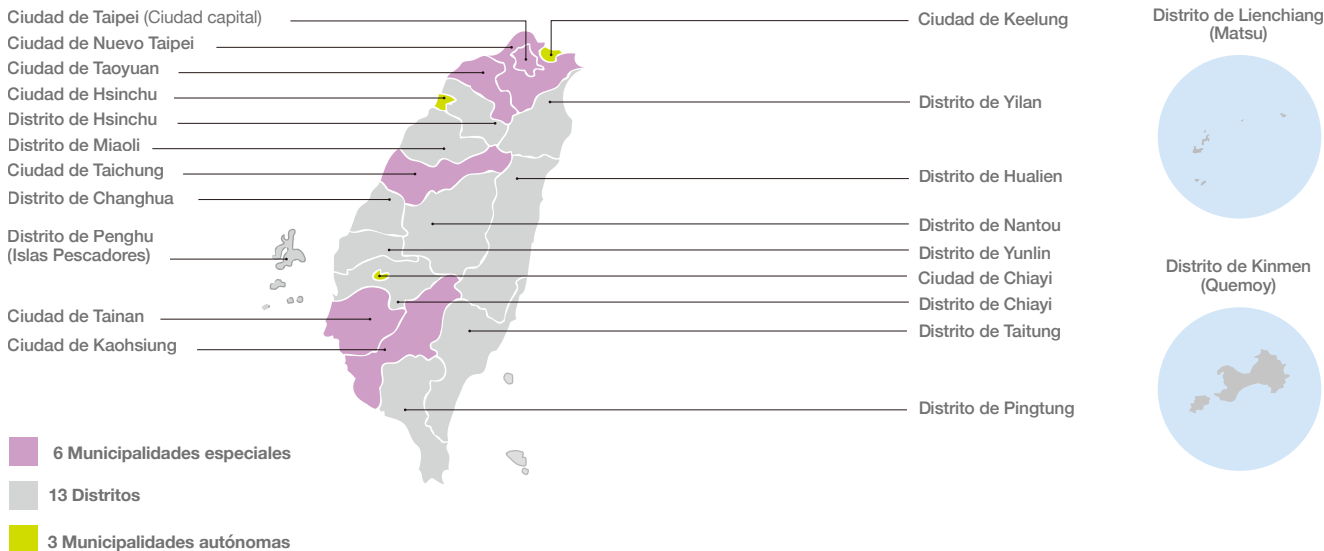 Ciudad de Taipei (Ciudad capital)
Ciudad de Nuevo Taipei
Ciudad de Taoyuan
Ciudad de Hsinchu
Distrito de Hsinchu
Distrito de Miaoli
Ciudad de Taichung
Distrito de Changhua
Distrito de Penghu
(Islas Pescadores)
Ciudad de Tainan
Ciudad de Kaohsiung
Ciudad de Keelung
Distrito de Yilan
Distrito de Hualien
Distrito de Nantou
Distrito de Yunlin
Ciudad de Chiayi
Distrito de Chiayi
Distrito de Taitung
Distrito de Pingtung
Distrito de Lienchiang
(Matsu)
Distrito de Kinmen
(Quemoy)
6 Municipalidades especiales
13 Distritos
3 Municipalidades autónomas